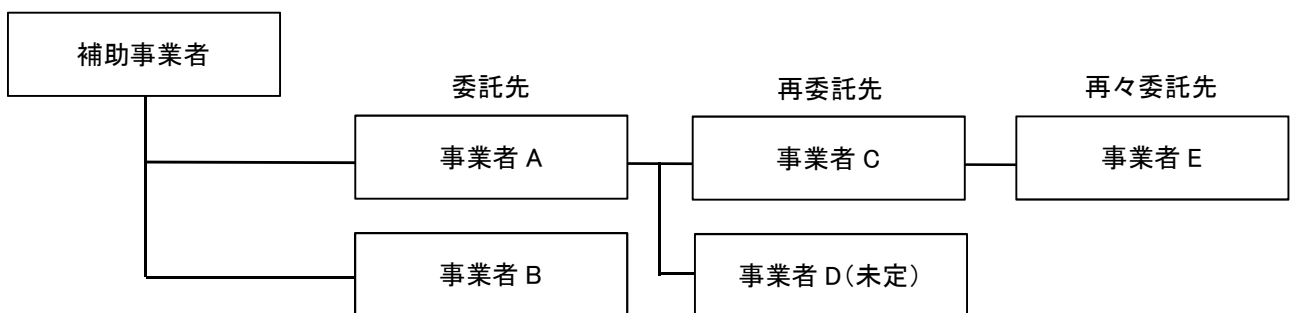 補助事業者
委託先
再委託先
再々委託先
事業者 A
事業者 C
事業者 E
事業者 B
事業者 D(未定)